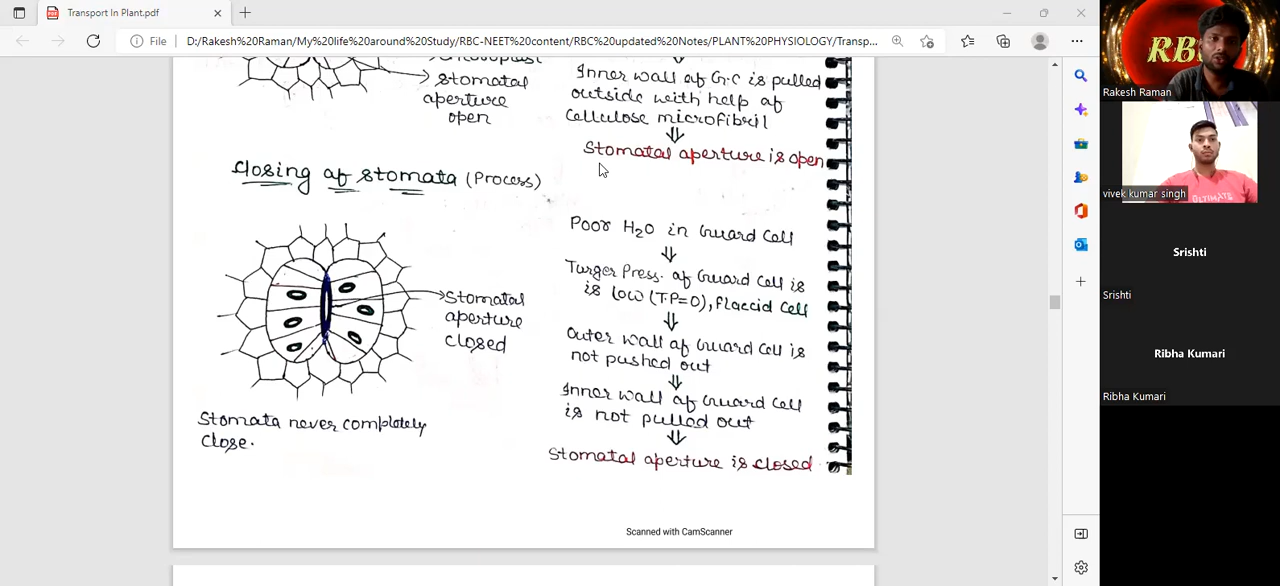 Transport In Plant.pdf
File
D:/Rakesh%20Raman/My%20life%20around%20Study/RBC-NEET%20content/RBC%20updated%20Notes/PLANT%20PHYSIOLOGY/Transp...
stomatal
aperture
open
Inner wall of G.C is pulled
outside with help of
cellulose microfibril
⇓
Stomatal aperture is open
Closing of stomata (Process)
Stomatal
aperture
closed
Stomata never completely
close.
Poor H2O in Guard Cell
⇓
Turger Press. of Guard cell is
is low (T.P=0), flaccid cell
⇓
Outer wall of Guard cell is
not pushed out
⇓
Inner wall of Guard cell
is not pulled out
⇓
Stomatal aperture is closed
Scanned with CamScanner
RB
Rakesh Raman
vivek kumar singh
ULTIMATE
Srishti
Srishti
Ribha Kumari
Ribha Kumari